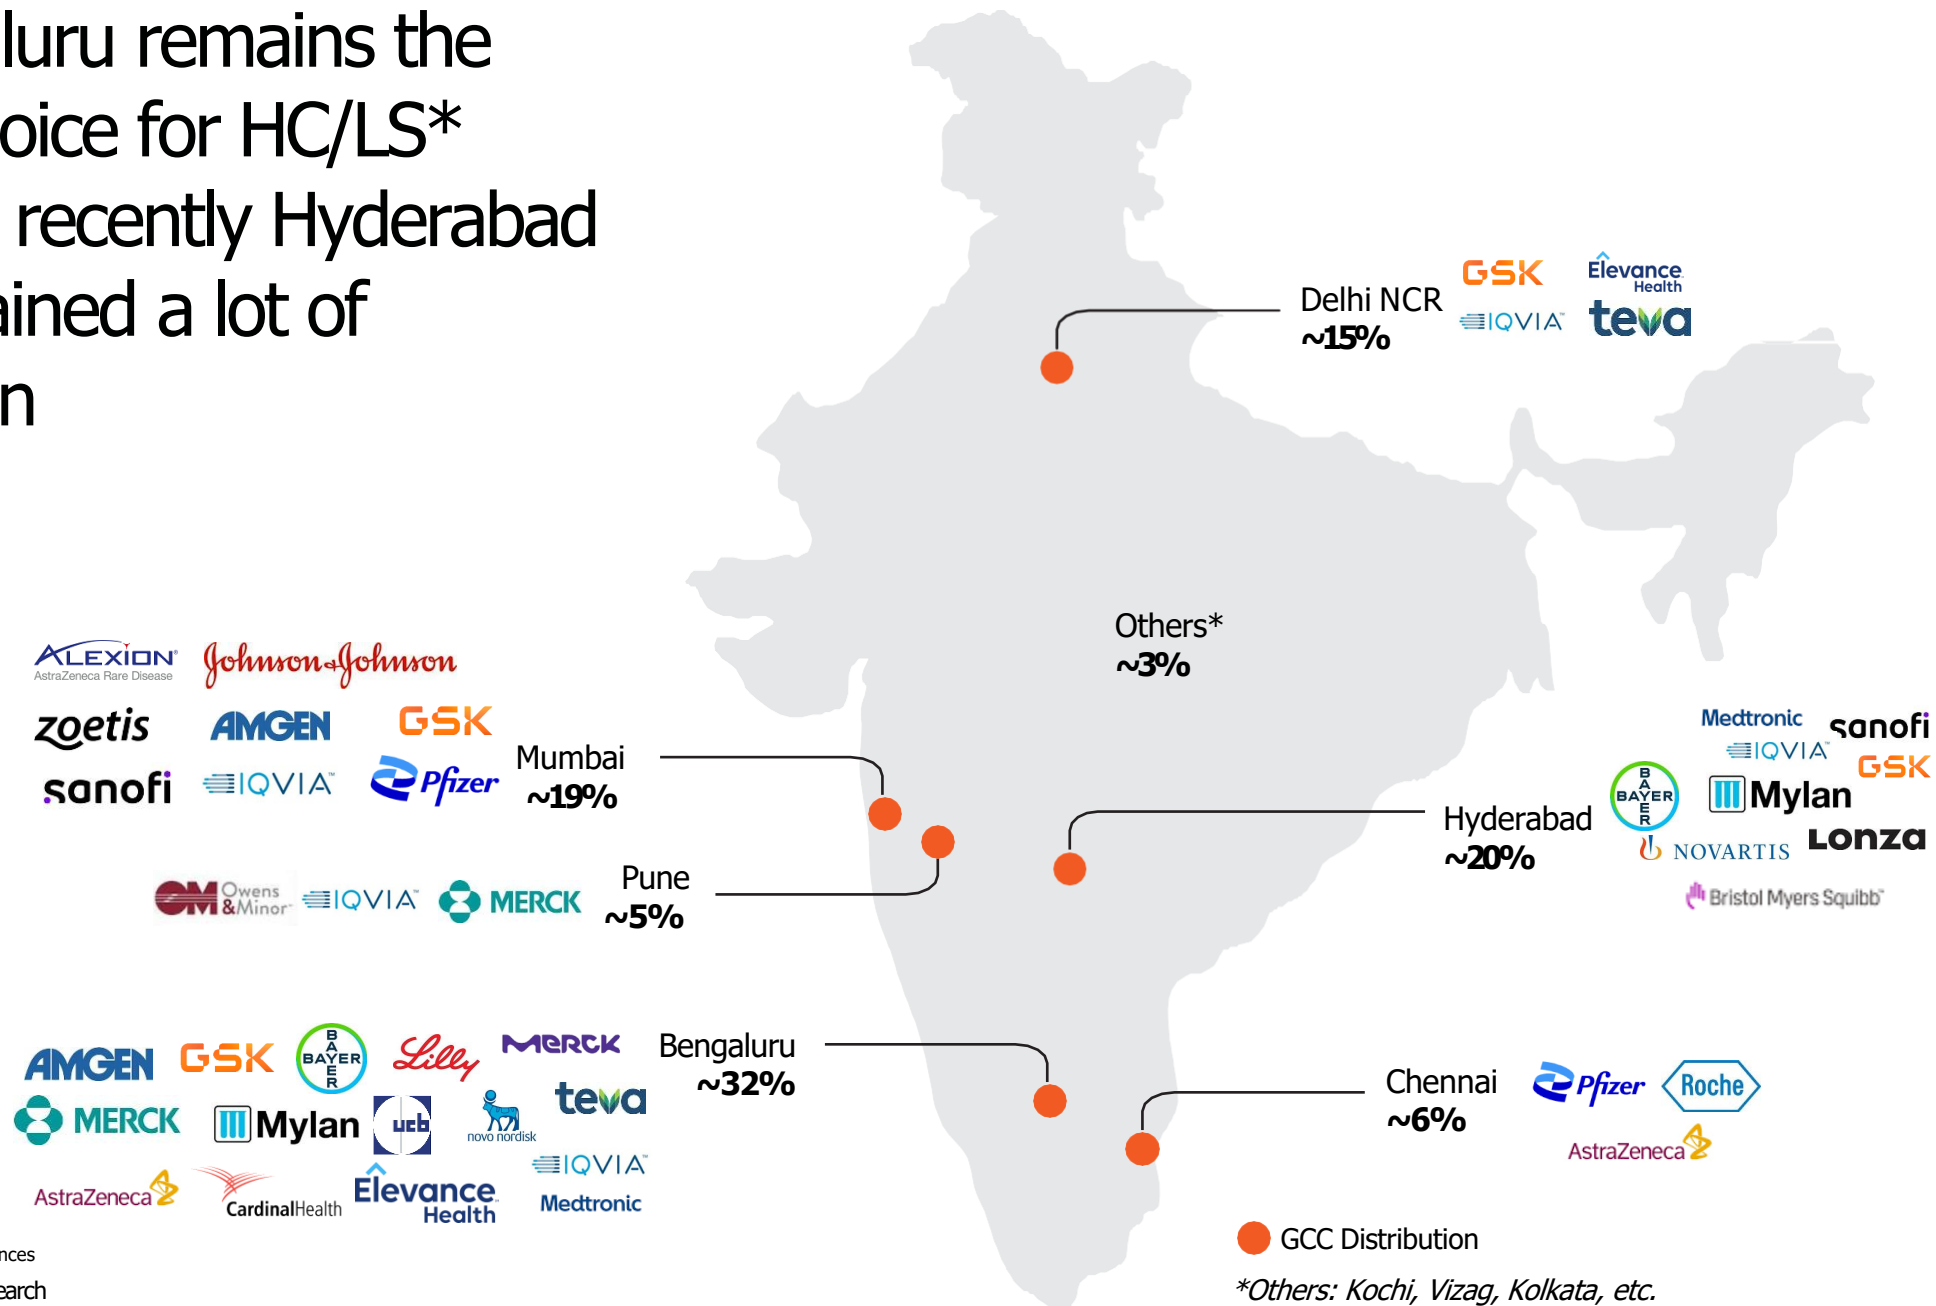 luru remains the
oice for HC/LS*
recently Hyderabad
ained a lot of
n
GSK
Elevance
Health
Delhi NCR
~15%
IQVIA
teva
Others*
~3%
ALEXION
AstraZeneca Rare Disease
Johnson&Johnson
zoetis
AMGEN
GSK
sanofi
IQVIA
Pfizer
Mumbai
~19%
Medtronic
sanofi
IQVIA
GSK
BAYER
BAYER
Mylan
Hyderabad
~20%
NOVARTIS
Lonza
Bristol Myers Squibb
Owens
&Minor
OM
IQVIA
MERCK
Pune
~5%
AMGEN
GSK
BAYER
BAYER
Lilly
MERCK
Bengaluru
~32%
MERCK
Mylan
ucb
novo nordisk
teva
AstraZeneca
CardinalHealth
Elevance
Health
IQVIA
Medtronic
Chennai
~6%
Pfizer
Roche
AstraZeneca
nces
earch
GCC Distribution
*Others: Kochi, Vizag, Kolkata, etc.